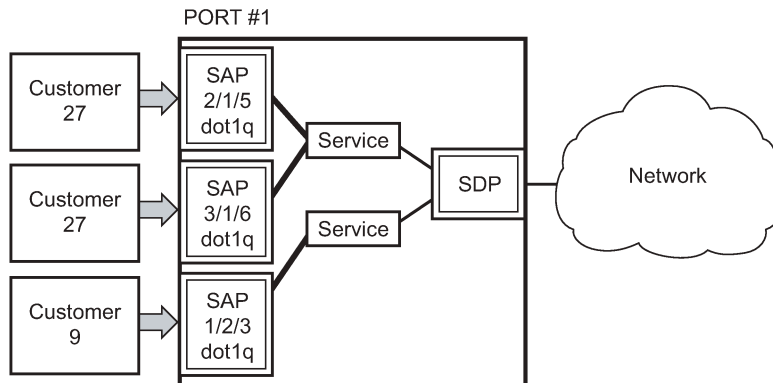 PORT #1
Customer
27
SAP
2/1/5
dot1q
Service
Customer
27
SAP
3/1/6
dot1q
SDP
Network
Service
Customer
9
SAP
1/2/3
dot1q